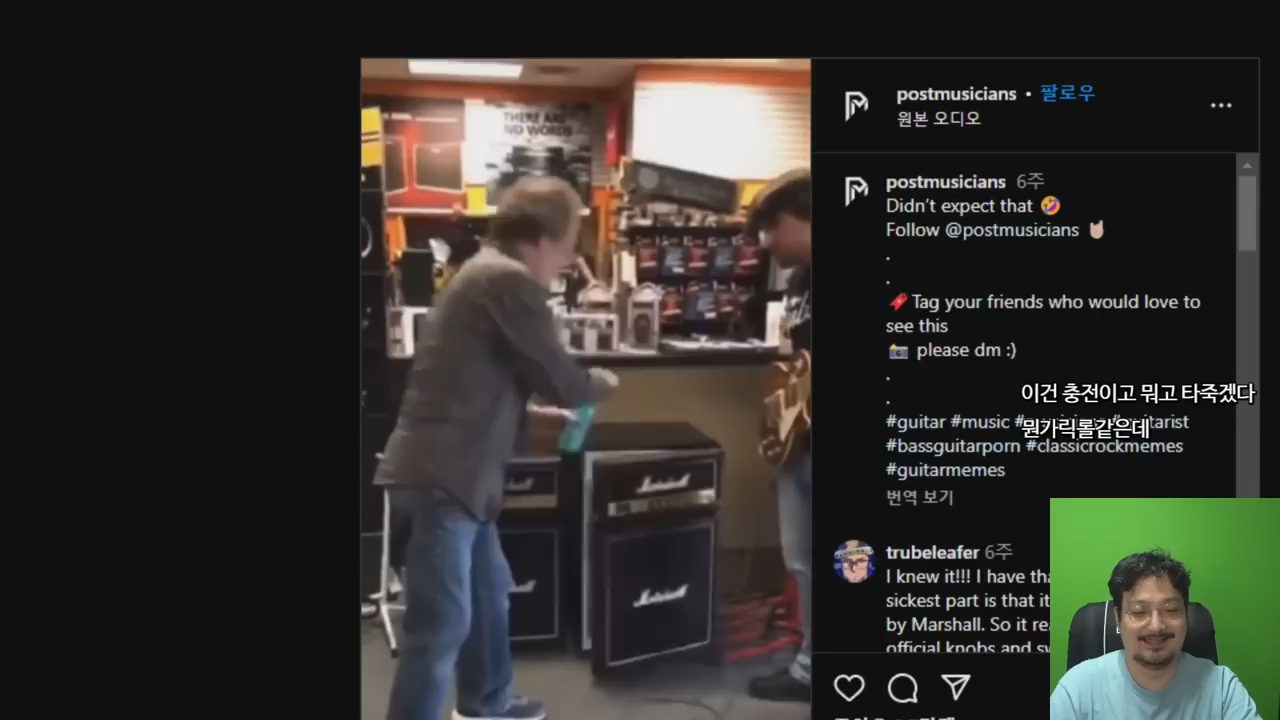 THERE ARE
NO WORDS
Marshall
Marshall
Marshall
postmusicians • 팔로우
원본 오디오
postmusicians 6주
Didn't expect that 🤣
Follow @postmusicians 🤘🏻
.
.
🧨Tag your friends who would love to
see this
📸 please dm :)
.
.
이건 충전이고 뭐고 타죽겠다
#guitar #music
뭔가릭롤같은데
#bassguitarporn #classicrockmemes
#guitarmemes
번역 보기
trubeleafer 6주
I knew it!!! I have
sickest part is that it
by Marshall. So it
official knobs and